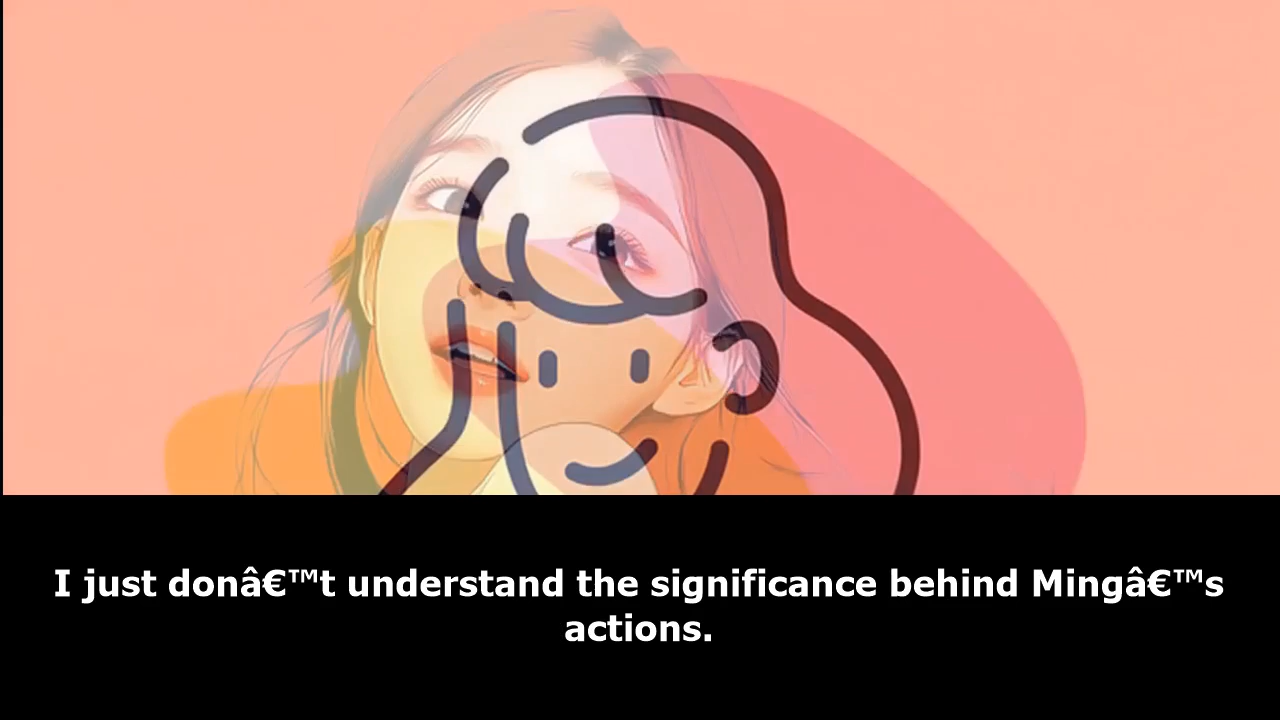 I just donâ€™t understand the significance behind Mingâ€™s
actions.